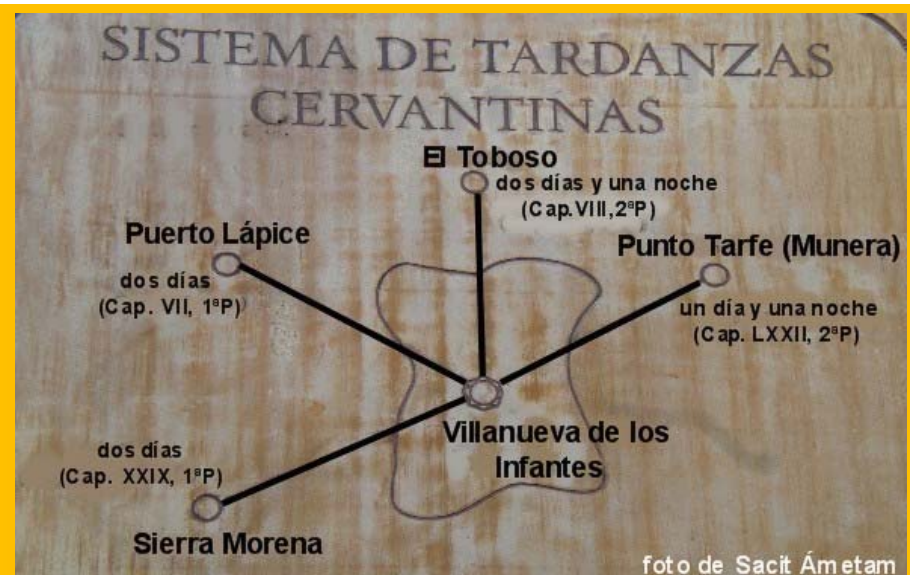 SISTEMA DE TARDANZAS
CERVANTINAS
El Toboso
dos días y una noche
(Cap.VIII,2ªP)
Puerto Lápice
dos días
(Cap. VII, 1ªP)
Punto Tarfe (Munera)
un día y una noche
(Cap. LXXII, 2ªP)
Villanueva de los
Infantes
dos días
(Cap. XXIX, 1ªP)
Sierra Morena
foto de Sacit Ámetam